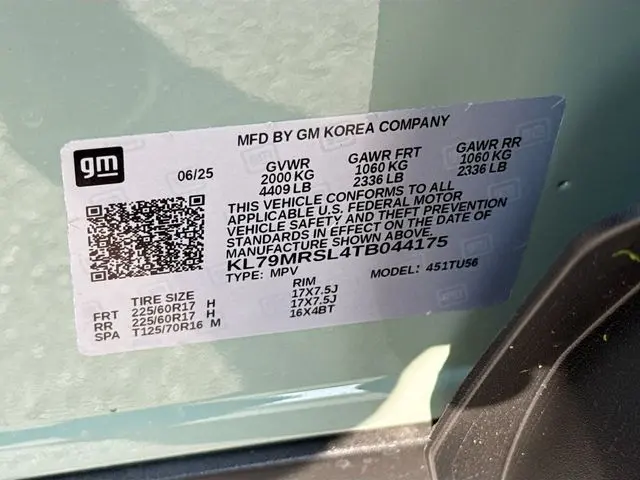 gm
MFD BY GM KOREA COMPANY
06/25
GVWR
2000 KG
4409 LB
GAWR FRT
1060 KG
2336 LB
GAWR RR
1060 KG
2336 LB
THIS VEHICLE CONFORMS TO ALL
APPLICABLE U.S. FEDERAL MOTOR
VEHICLE SAFETY AND THEFT PREVENTION
STANDARDS IN EFFECT ON THE DATE OF
MANUFACTURE SHOWN ABOVE.
KL79MRSL4TB044175
TYPE: MPV MODEL: 451TU56
TIRE SIZE RIM
FRT 225/60R17 H 17X7.5J
RR 225/60R17 H 17X7.5J
SPA T125/70R16 M 16X4BT